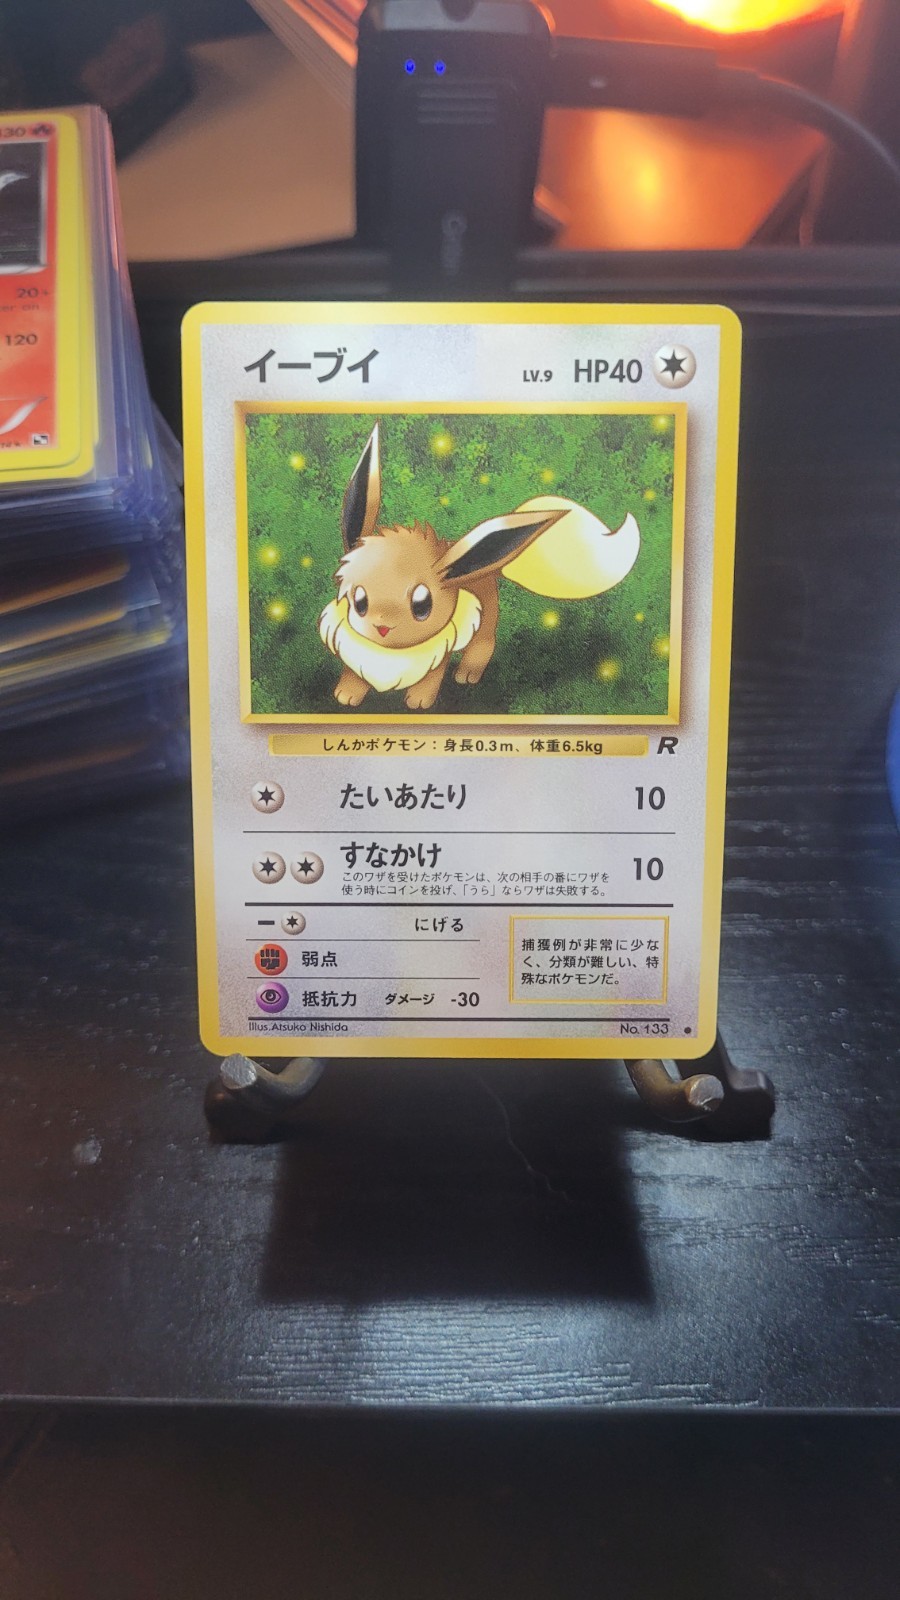 イーブイ
LV.9 HP40
しんかポケモン：身長0.3m、体重6.5kg
R
たいあたり 10
すなかけ 10
このワザを受けたポケモンは、次の相手の番にワザを
使う時にコインを投げ、「うら」ならワザは失敗する。
ー にげる
弱点
抵抗力 ダメージ -30
捕獲例が非常に少な
く、分類が難しい、特
殊なポケモンだ。
Illus.Atsuko Nishida
No. 133 ●
20+
120